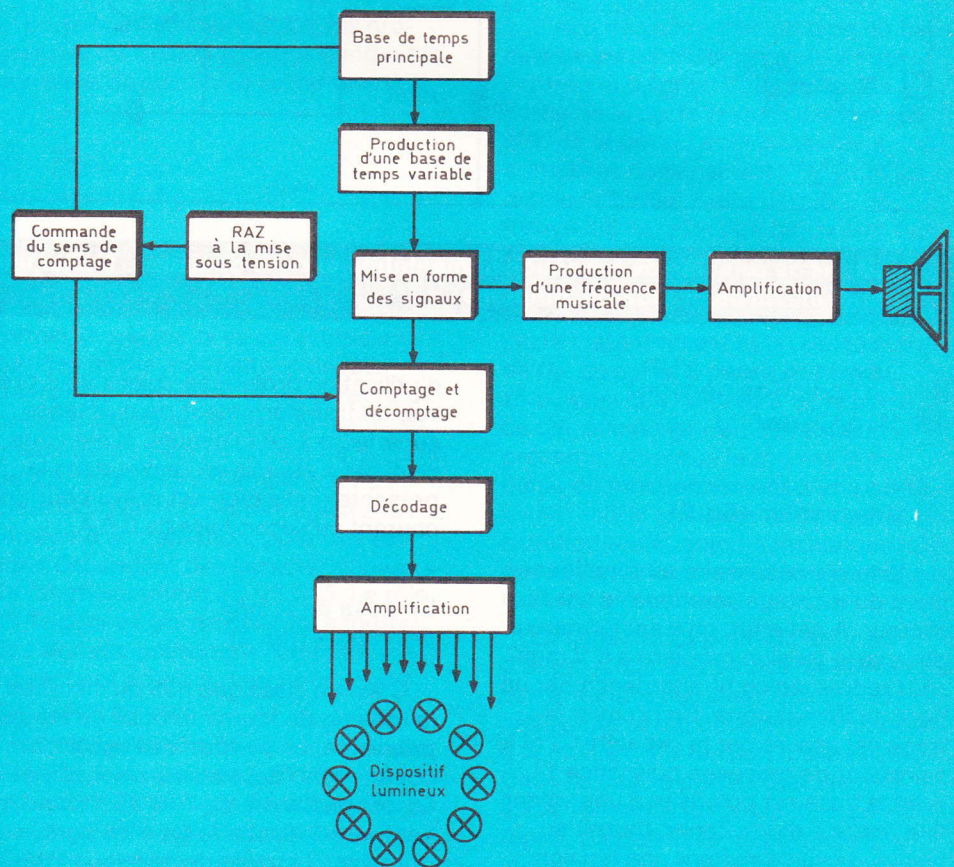 Base de temps
principale
Production
d'une base de
temps variable
Commande
du sens de
comptage
RAZ
à la mise
sous tension
Mise en forme
des signaux
Production
d'une fréquence
musicale
Amplification
Comptage et
décomptage
Décodage
Amplification
Dispositif
lumineux